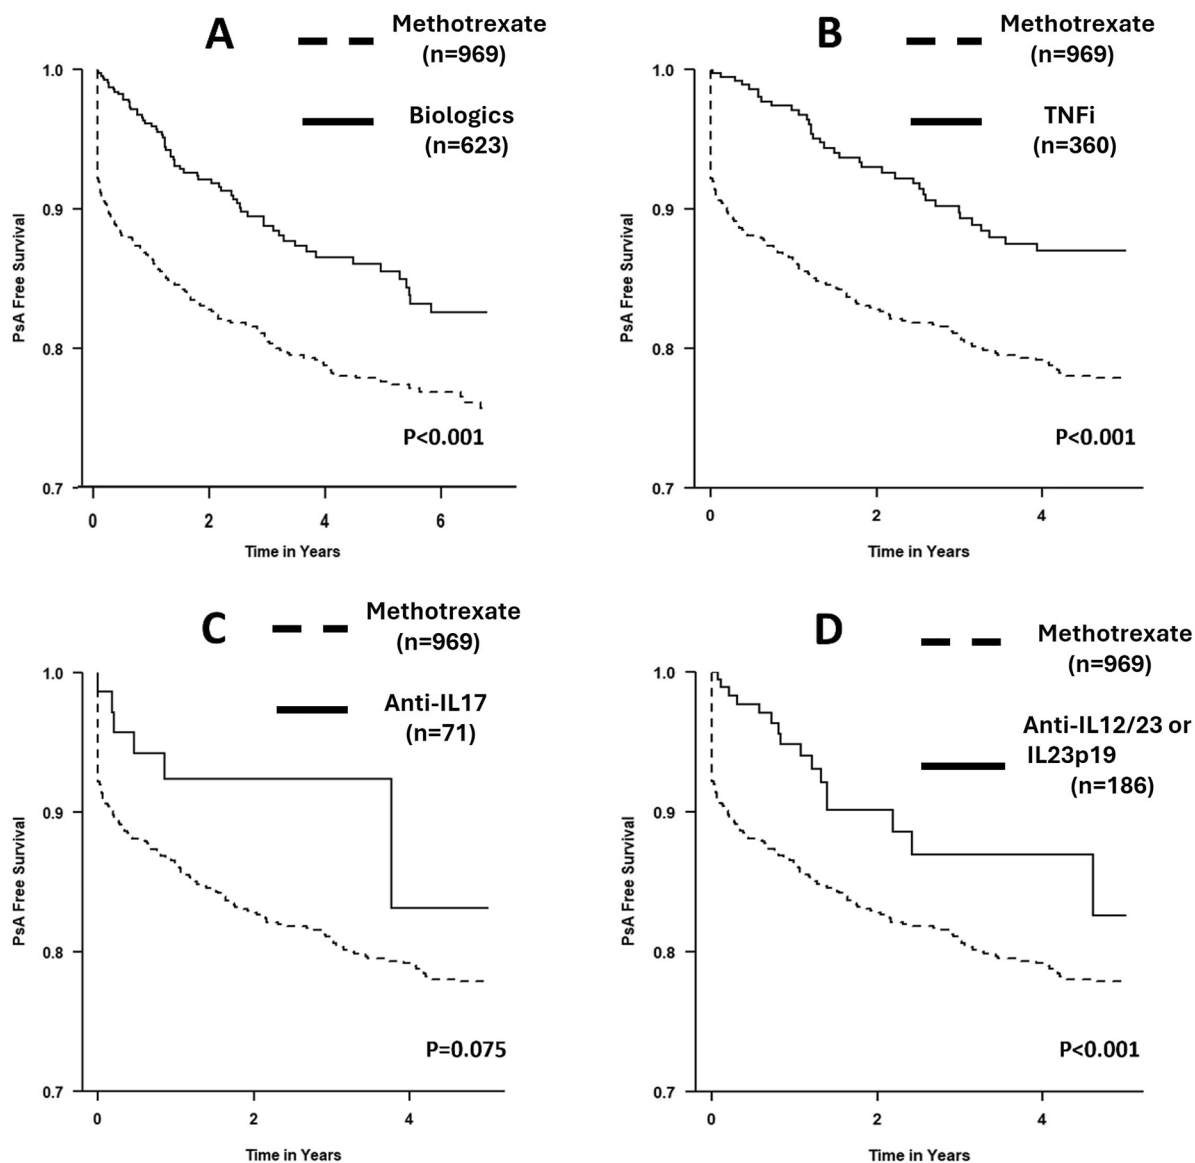 A
Methotrexate
(n=969)
Biologics
(n=623)
1.0
0.9
0.8
0.7
PsA Free Survival
P<0.001
0 2 4 6
Time in Years
B
Methotrexate
(n=969)
TNFi
(n=360)
1.0
0.9
0.8
0.7
PsA Free Survival
P<0.001
0 2 4
Time in Years
C
Methotrexate
(n=969)
Anti-IL17
(n=71)
1.0
0.9
0.8
0.7
PsA Free Survival
P=0.075
0 2 4
Time in Years
D
Methotrexate
(n=969)
Anti-IL12/23 or
IL23p19
(n=186)
1.0
0.9
0.8
0.7
PsA Free Survival
P<0.001
0 2 4
Time in Years